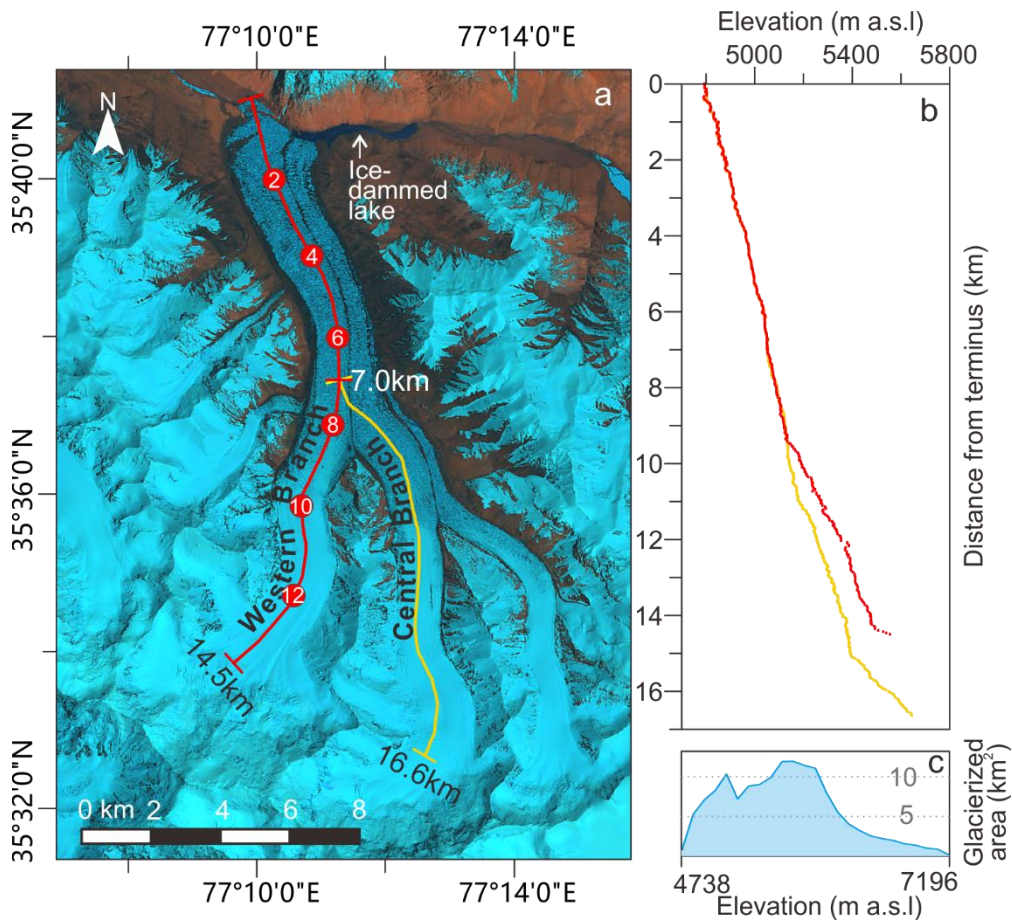 77°10'0"E 77°14'0"E
a
N
35°40'0"N
35°36'0"N
35°32'0"N
Ice-
dammed
lake
2
4
6
7.0km
8
10
12
Western Branch
Central Branch
14.5km
16.6km
0 km 2 4 6 8
77°10'0"E 77°14'0"E
Elevation (m a.s.l)
5000 5400 5800
b
0
2
4
6
8
10
12
14
16
Distance from terminus (km)
c
10
5
Glacierized
area (km²)
4738 7196
Elevation (m a.s.l)